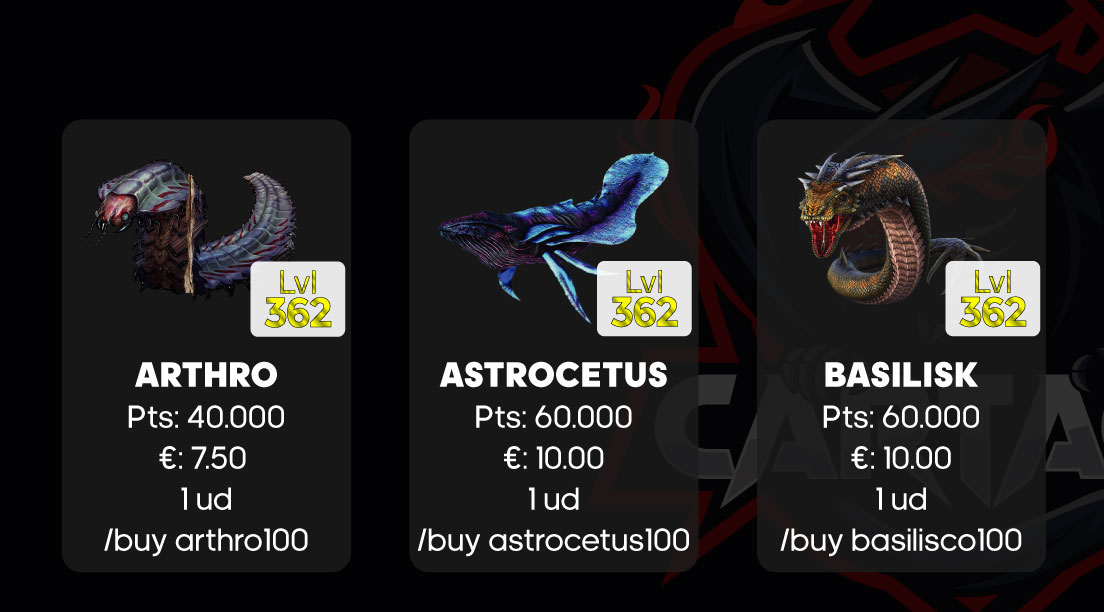 Lvl
362
ARTHRO
Pts: 40.000
€: 7.50
1 ud
/buy arthro100
Lvl
362
ASTROCETUS
Pts: 60.000
€: 10.00
1 ud
/buy astrocetus100
Lvl
362
BASILISK
Pts: 60.000
€: 10.00
1 ud
/buy basilisco100